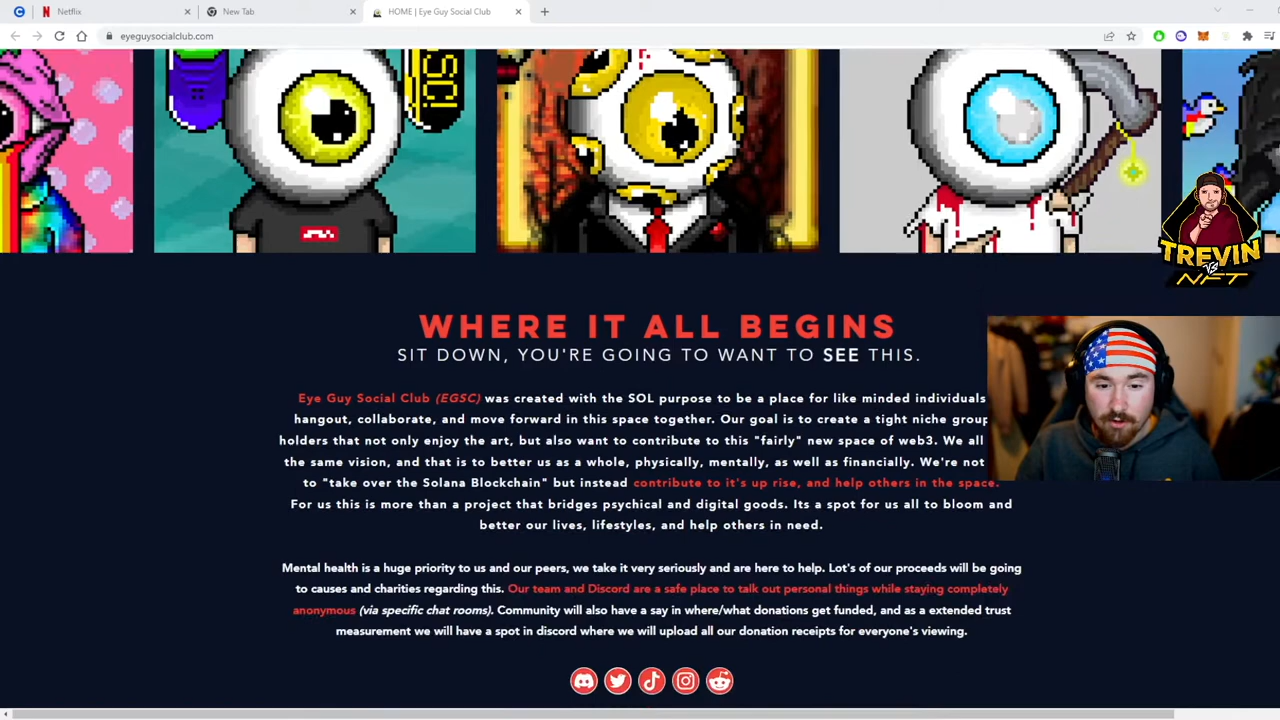 Netflix
New Tab
HOME | Eye Guy Social Club
eyeguysocialclub.com
SC!
TREVIN
VS
NFT
WHERE IT ALL BEGINS
SIT DOWN, YOU'RE GOING TO WANT TO SEE THIS.
Eye Guy Social Club (EGSC) was created with the SOL purpose to be a place for like minded individuals
hangout, collaborate, and move forward in this space together. Our goal is to create a tight niche group
holders that not only enjoy the art, but also want to contribute to this "fairly" new space of web3. We all
the same vision, and that is to better us as a whole, physically, mentally, as well as financially. We're not
to "take over the Solana Blockchain" but instead contribute to it's up rise, and help others in the space.
For us this is more than a project that bridges psychical and digital goods. Its a spot for us all to bloom and
better our lives, lifestyles, and help others in need.
Mental health is a huge priority to us and our peers, we take it very seriously and are here to help. Lot's of our proceeds will be going
to causes and charities regarding this. Our team and Discord are a safe place to talk out personal things while staying completely
anonymous (via specific chat rooms). Community will also have a say in where/what donations get funded, and as a extended trust
measurement we will have a spot in discord where we will upload all our donation receipts for everyone's viewing.